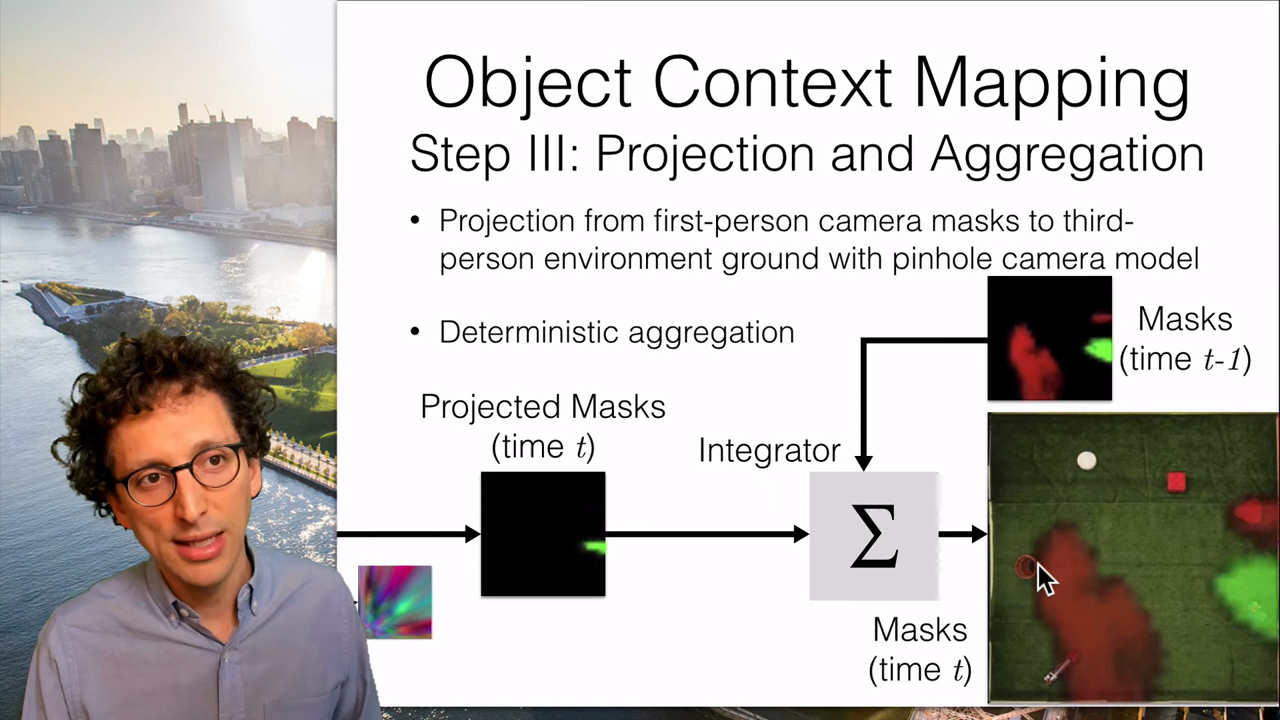 Object Context Mapping
Step III: Projection and Aggregation
• Projection from first-person camera masks to third-
person environment ground with pinhole camera model
• Deterministic aggregation
Masks
(time t-1)
Projected Masks
(time t)
Integrator
Σ
Masks
(time t)